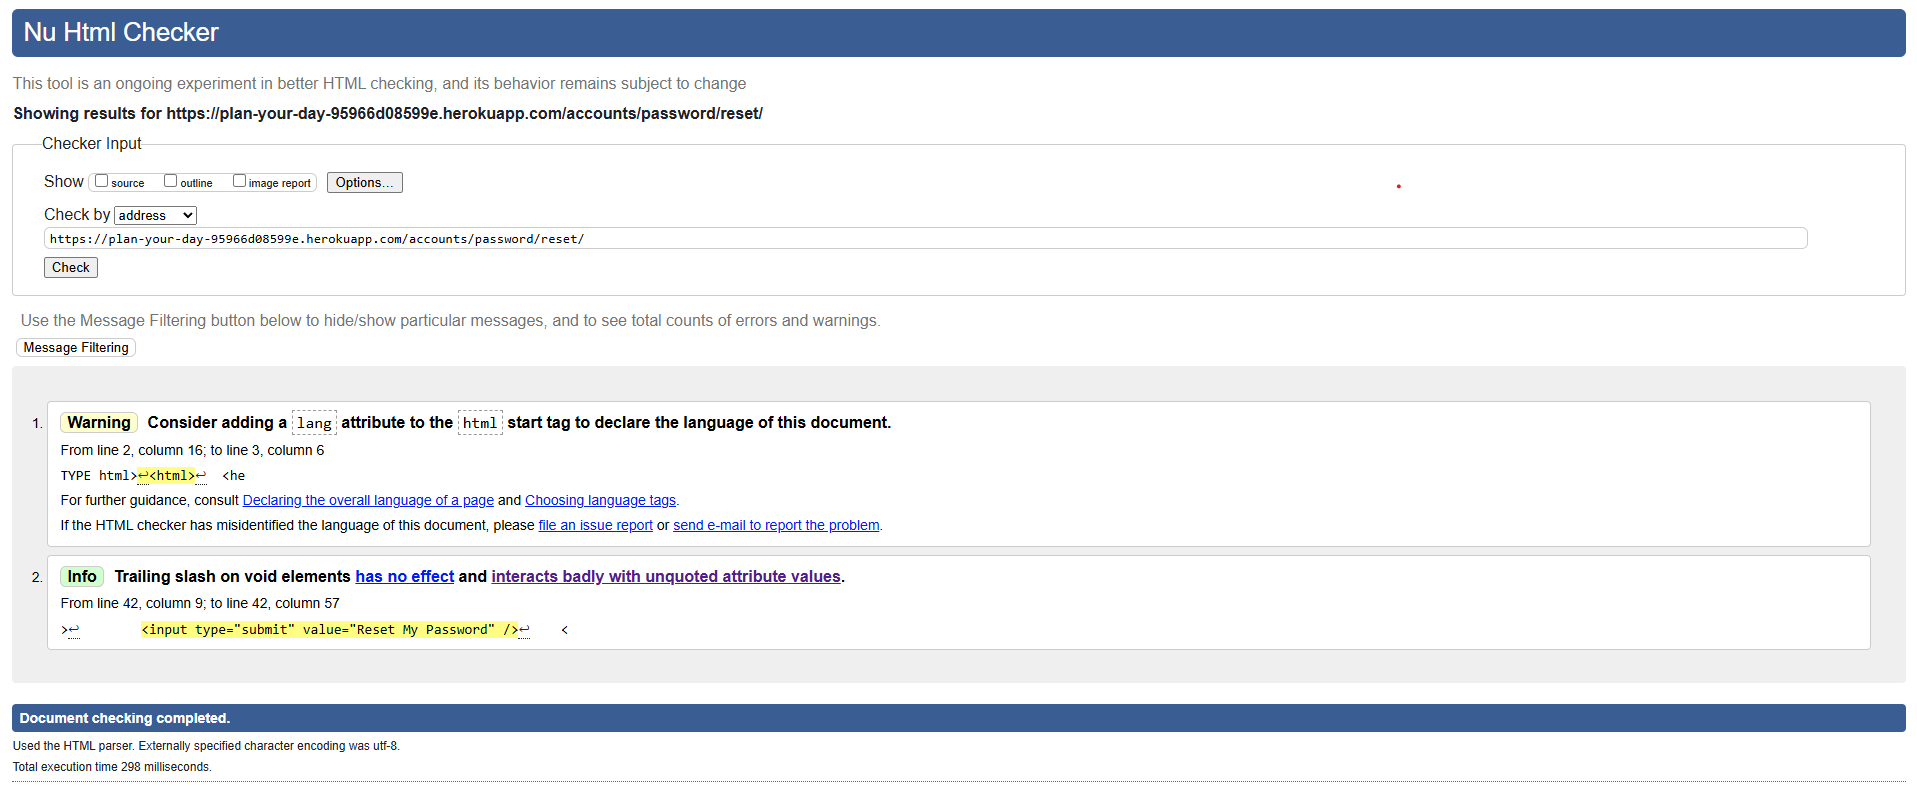 Nu Html Checker
This tool is an ongoing experiment in better HTML checking, and its behavior remains subject to change
Showing results for https://plan-your-day-95966d08599e.herokuapp.com/accounts/password/reset/
Checker Input
Show source outline image report Options...
Check by address
https://plan-your-day-95966d08599e.herokuapp.com/accounts/password/reset/
Check
Use the Message Filtering button below to hide/show particular messages, and to see total counts of errors and warnings.
Message Filtering
1. Warning Consider adding a lang attribute to the html start tag to declare the language of this document.
From line 2, column 16; to line 3, column 6
TYPE html>↩<html>↩ <he
For further guidance, consult Declaring the overall language of a page and Choosing language tags.
If the HTML checker has misidentified the language of this document, please file an issue report or send e-mail to report the problem.
2. Info Trailing slash on void elements has no effect and interacts badly with unquoted attribute values.
From line 42, column 9; to line 42, column 57
>↩ <input type="submit" value="Reset My Password" />↩ <
Document checking completed.
Used the HTML parser. Externally specified character encoding was utf-8.
Total execution time 298 milliseconds.